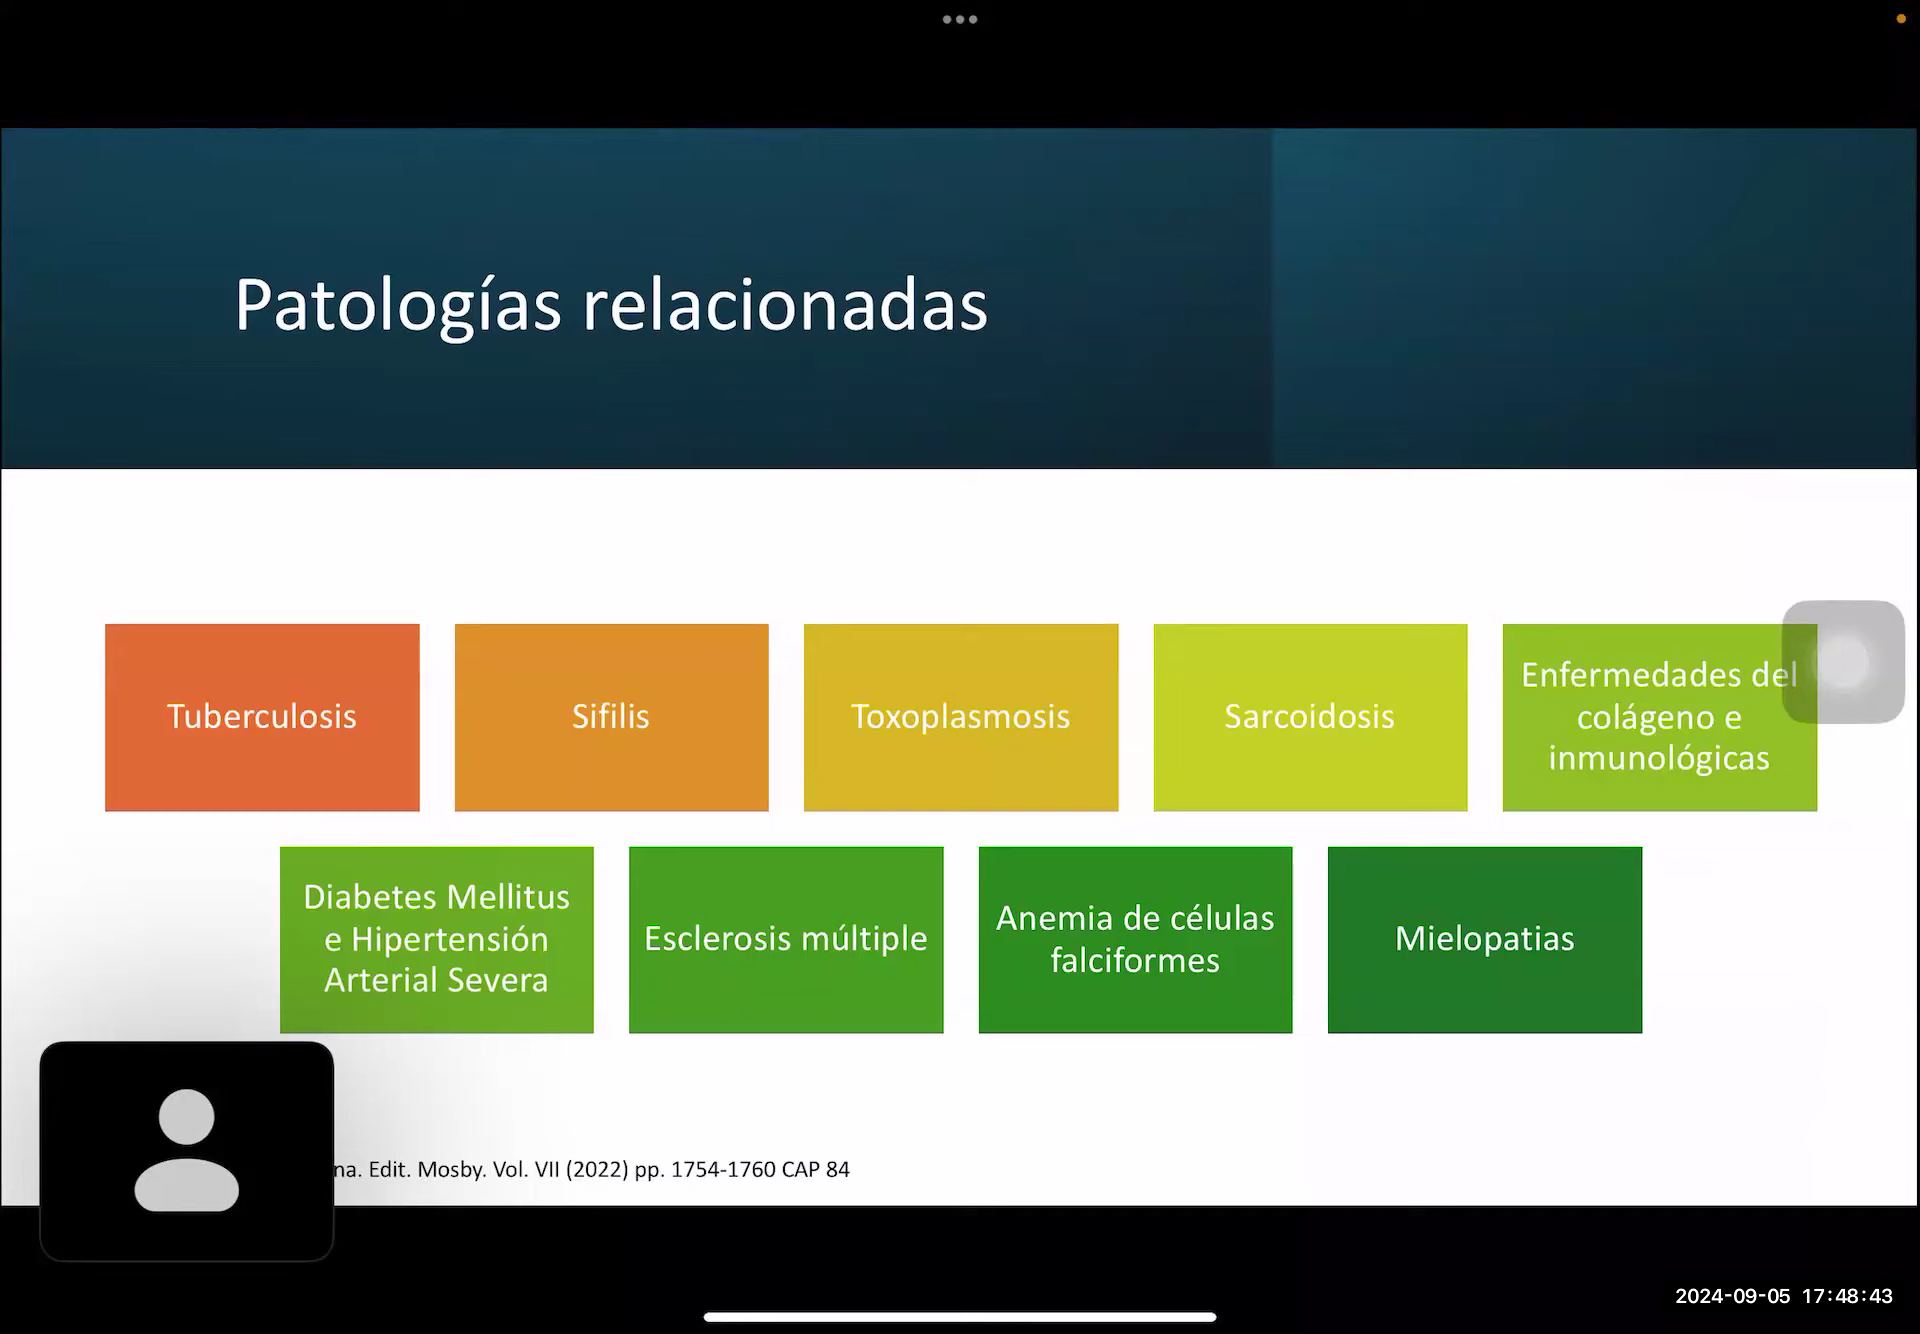 Patologías relacionadas
Tuberculosis
Sifilis
Toxoplasmosis
Sarcoidosis
Enfermedades del
colágeno e
inmunológicas
Diabetes Mellitus
e Hipertensión
Arterial Severa
Esclerosis múltiple
Anemia de células
falciformes
Mielopatias
na. Edit. Mosby. Vol. VII (2022) pp. 1754-1760 CAP 84
2024-09-05 17:48:43